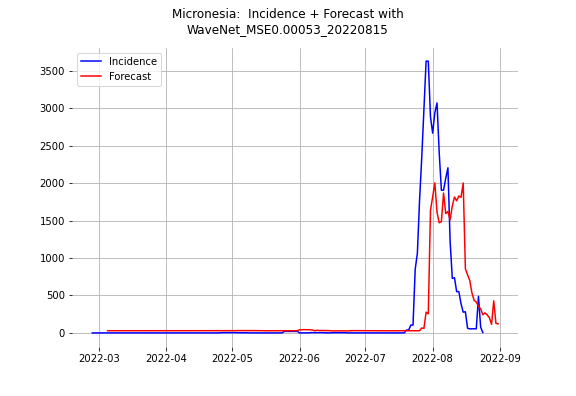 Micronesia:  Incidence + Forecast with
WaveNet_MSE0.00053_20220815
Incidence
Forecast
3500
3000
2500
2000
1500
1000
500
0
2022-03 2022-04 2022-05 2022-06 2022-07 2022-08 2022-09